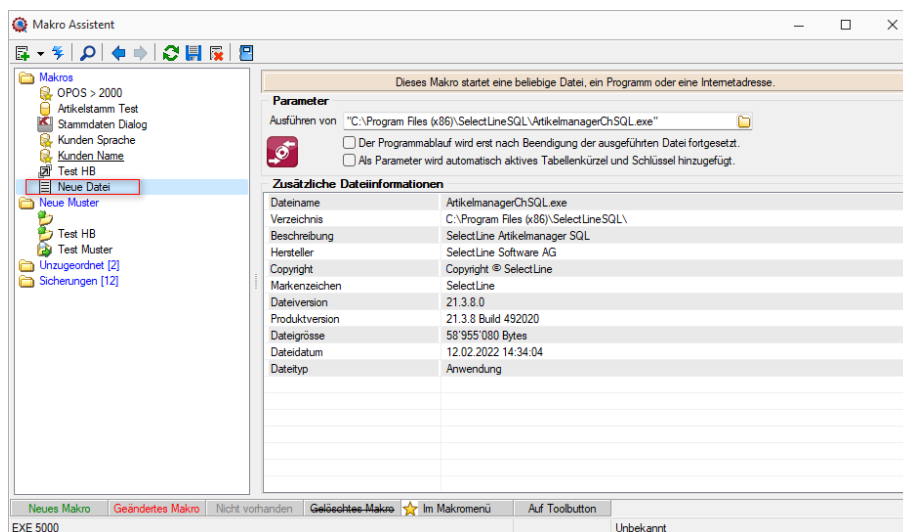 Makro Assistent
Makros
OPOS > 2000
Artikelstamm Test
Stammdaten Dialog
Kunden Sprache
Kunden Name
Test HB
Neue Datei
Neue Muster
Test HB
Test Muster
Unzugeordnet [2]
Sicherungen [12]
Dieses Makro startet eine beliebige Datei, ein Programm oder eine Internetadresse.
Parameter
Ausführen von "C:\Program Files (x86)\SelectLineSQL\ArtikelmanagerChSQL.exe"
Der Programmablauf wird erst nach Beendigung der ausgeführten Datei fortgesetzt.
Als Parameter wird automatisch aktives Tabellenkürzel und Schlüssel hinzugefügt.
Zusätzliche Dateiinformationen
Dateiname ArtikelmanagerChSQL.exe
Verzeichnis C:\Program Files (x86)\SelectLineSQL\
Beschreibung SelectLine Artikelmanager SQL
Hersteller SelectLine Software AG
Copyright Copyright © SelectLine
Markenzeichen SelectLine
Dateiversion 21.3.8.0
Produktversion 21.3.8 Build 492020
Dateigrösse 58'955'080 Bytes
Dateidatum 12.02.2022 14:34:04
Dateityp Anwendung
Neues Makro Geändertes Makro Nicht vorhanden Gelöschtes Makro Im Makromenü Auf Toolbutton
EXE 5000 Unbekannt